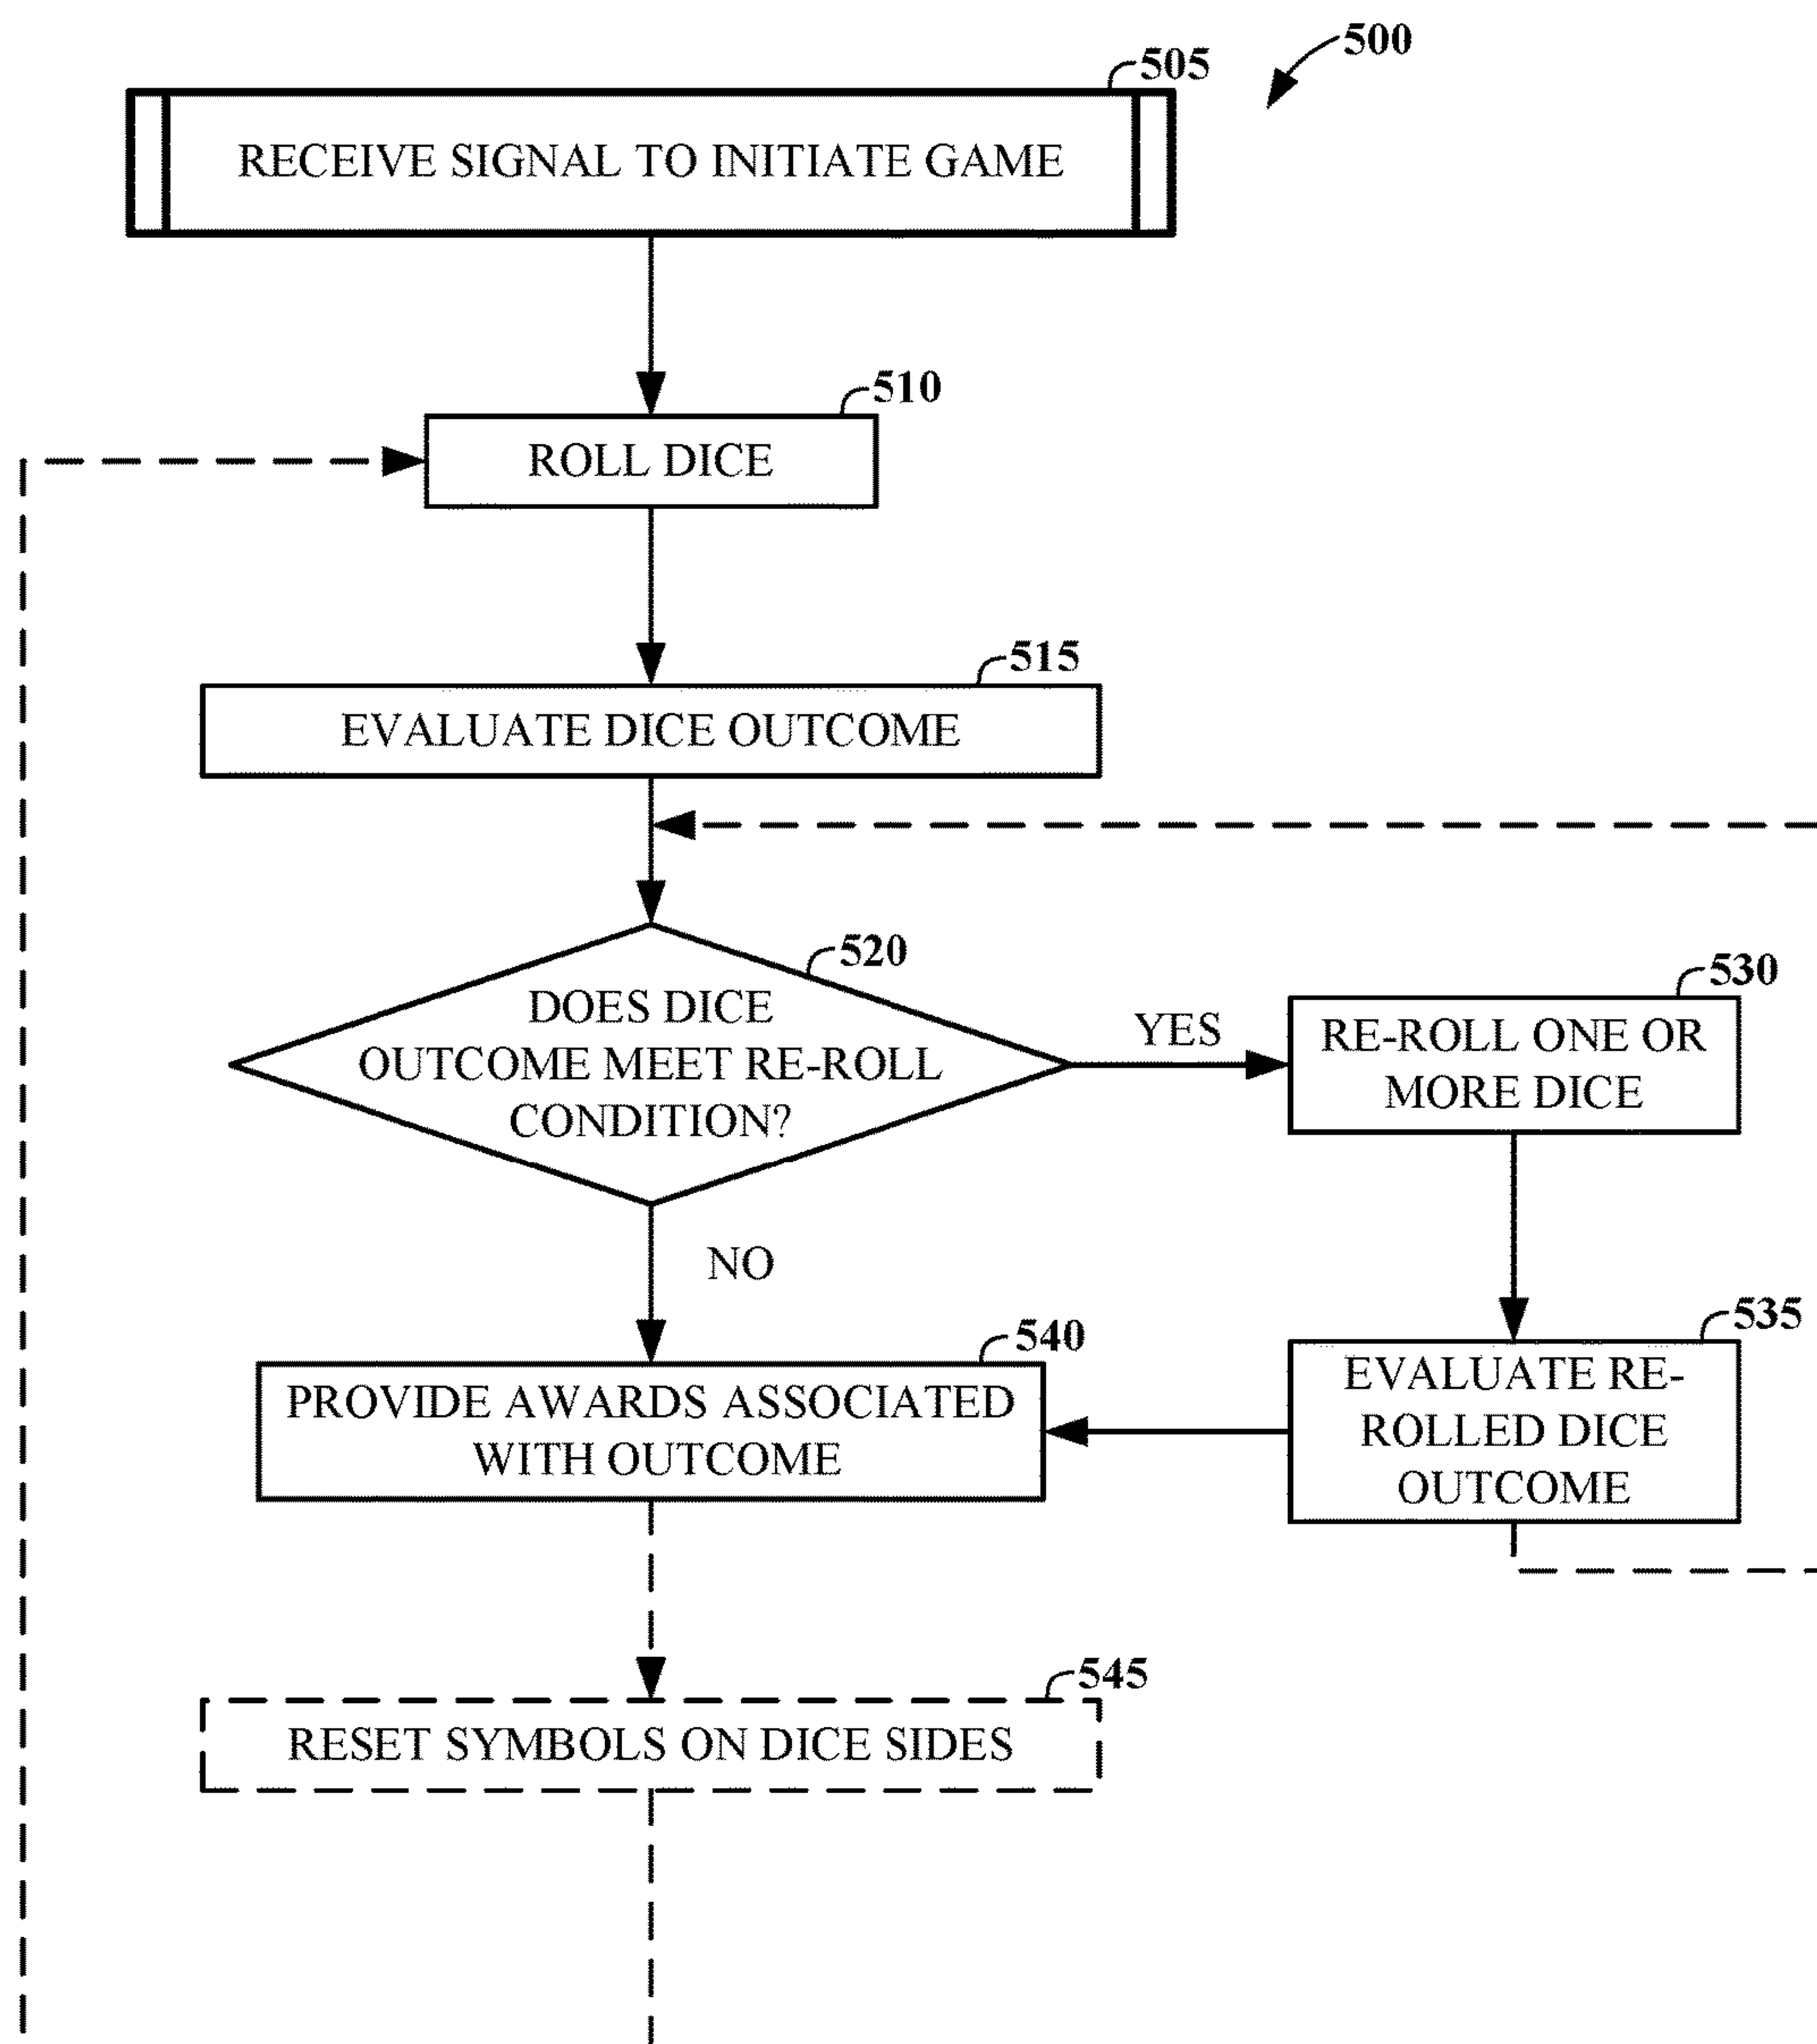 500
505
RECEIVE SIGNAL TO INITIATE GAME
510
ROLL DICE
515
EVALUATE DICE OUTCOME
520
DOES DICE
OUTCOME MEET RE-ROLL
CONDITION?
YES
530
RE-ROLL ONE OR
MORE DICE
NO
535
EVALUATE RE-
ROLLED DICE
OUTCOME
540
PROVIDE AWARDS ASSOCIATED
WITH OUTCOME
545
RESET SYMBOLS ON DICE SIDES